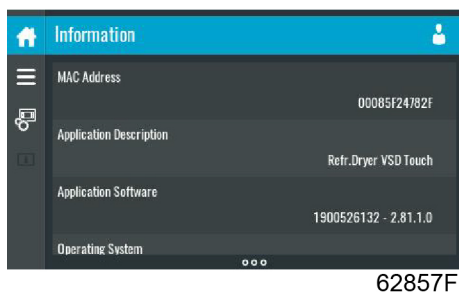 Information
MAC Address
00085F24782F
Application Description
Refr.Dryer VSD Touch
Application Software
1900526132 - 2.81.1.0
Operating System
62857F